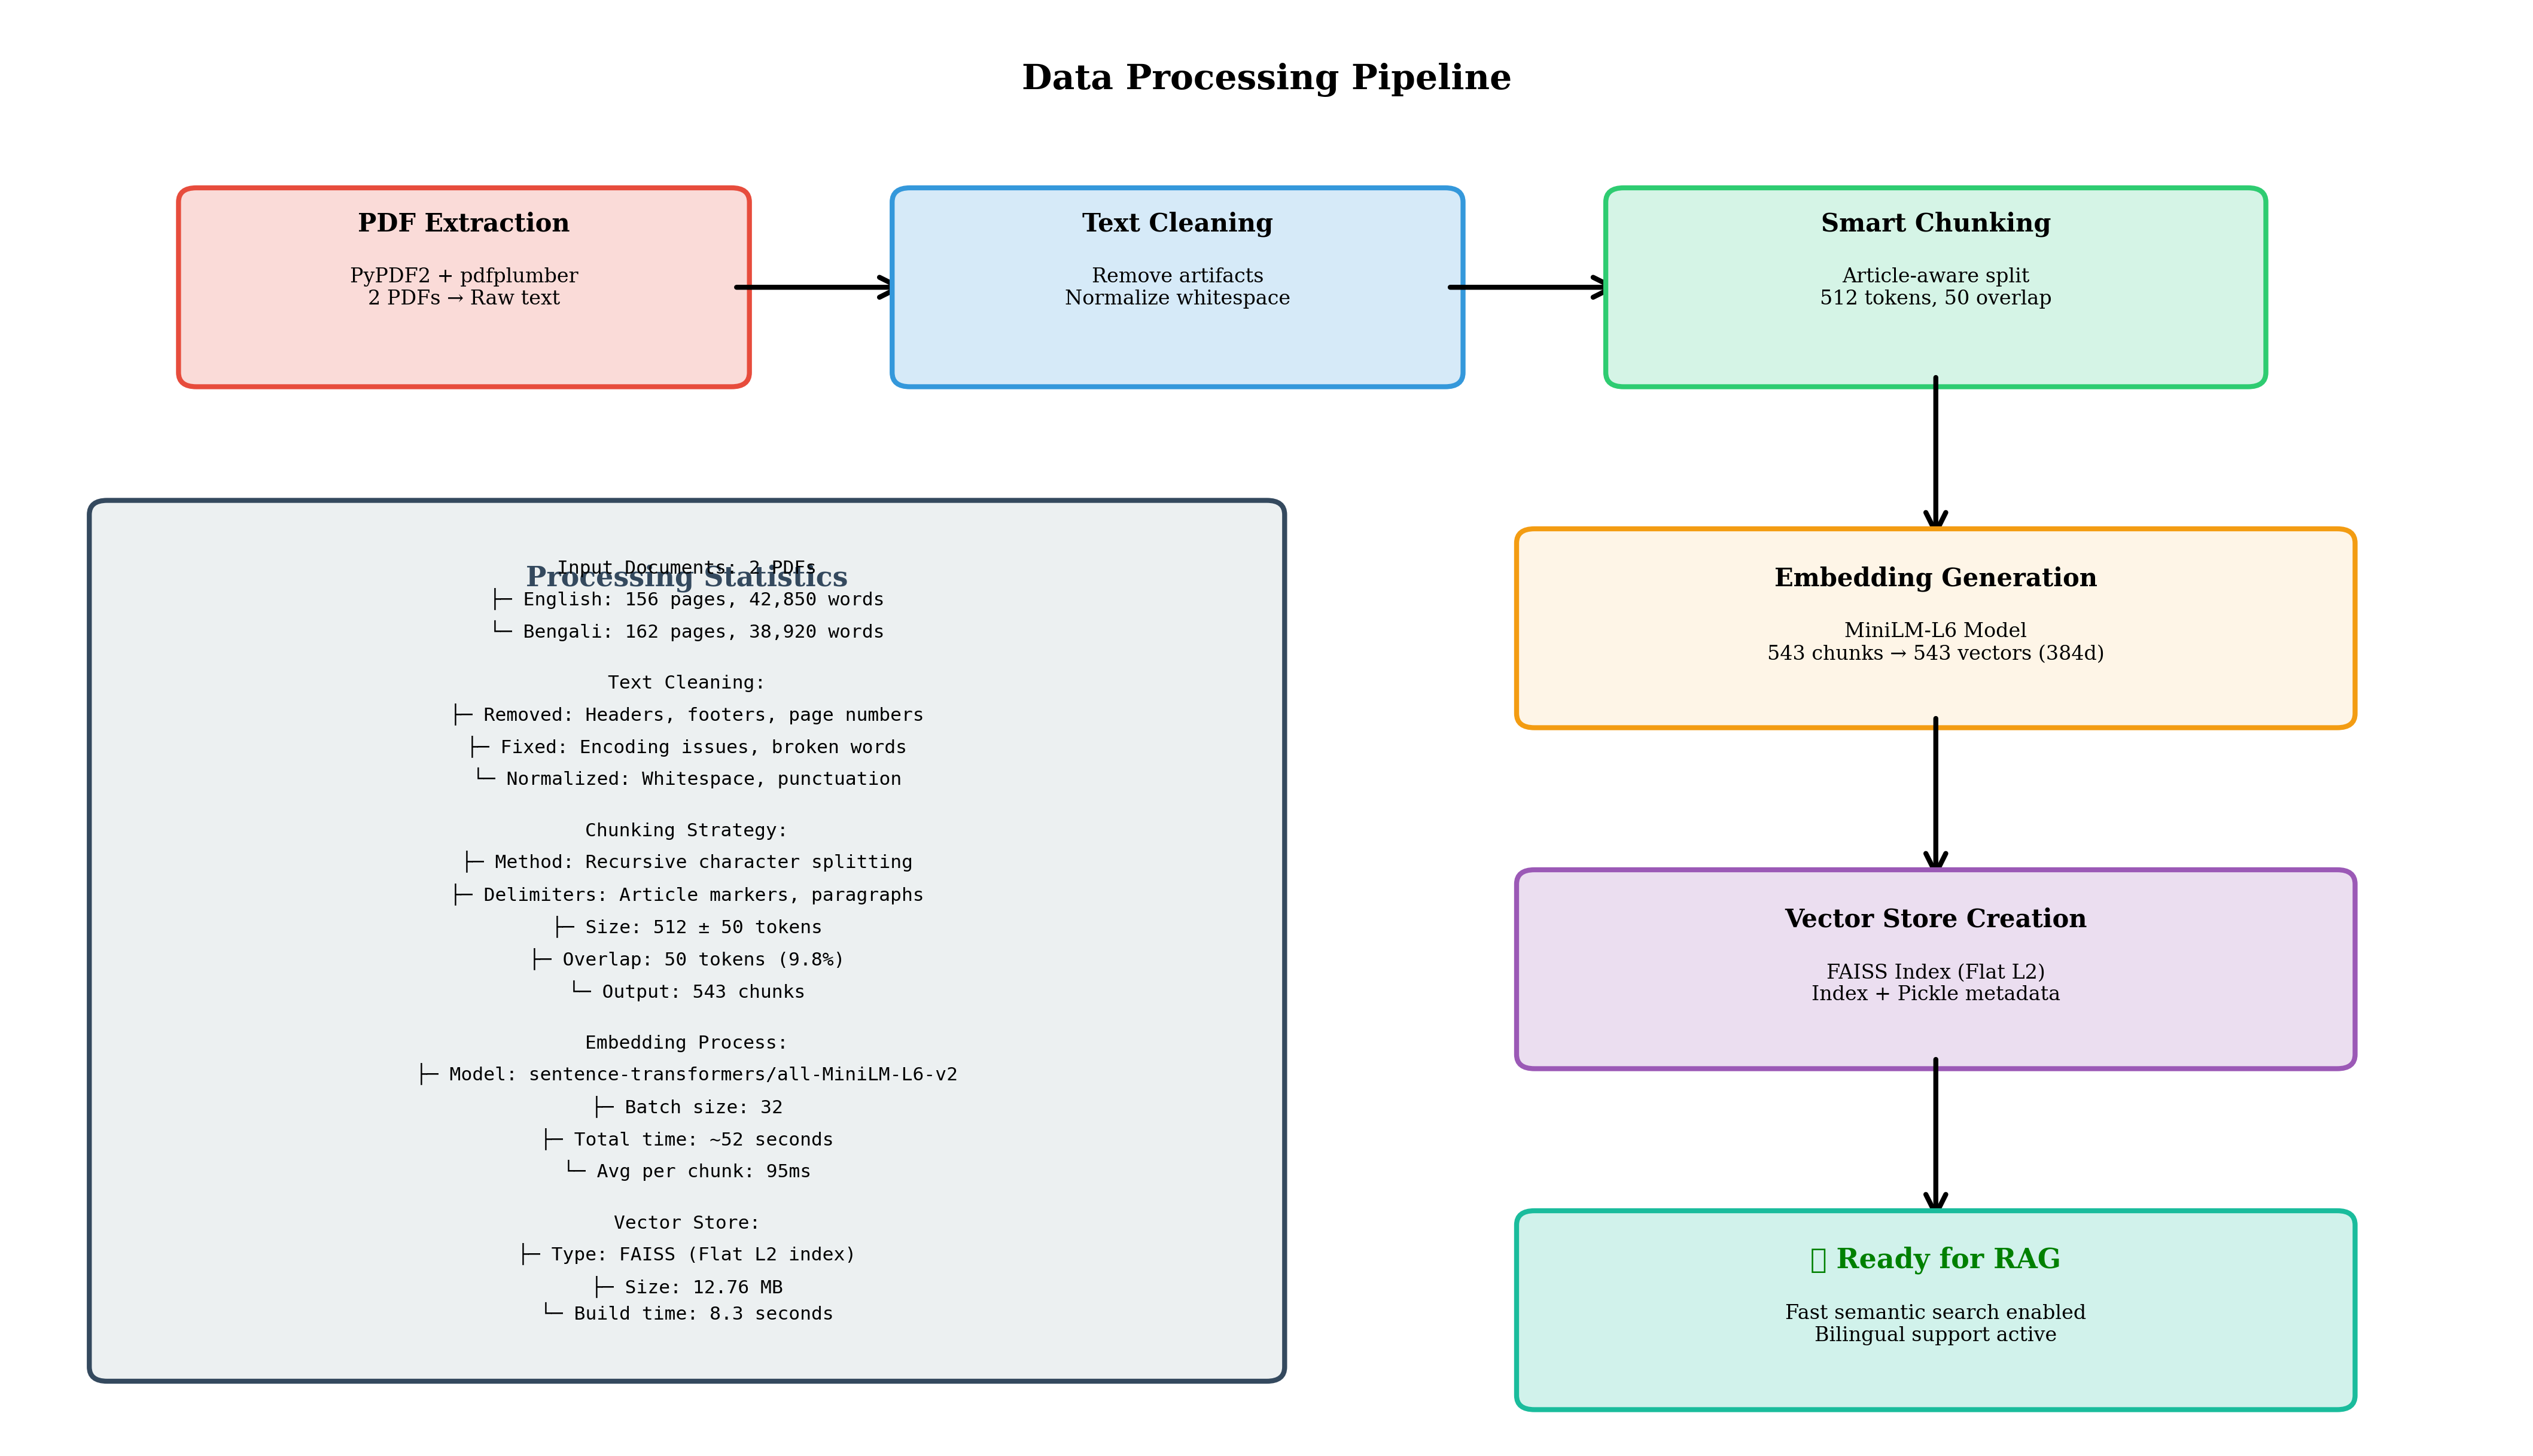 Data Processing Pipeline
PDF Extraction
PyPDF2 + pdfplumber
2 PDFs → Raw text
Text Cleaning
Remove artifacts
Normalize whitespace
Smart Chunking
Article-aware split
512 tokens, 50 overlap
Processing Statistics
Input Documents: 2 PDFs
├─ English: 156 pages, 42,850 words
└─ Bengali: 162 pages, 38,920 words
Text Cleaning:
├─ Removed: Headers, footers, page numbers
├─ Fixed: Encoding issues, broken words
└─ Normalized: Whitespace, punctuation
Chunking Strategy:
├─ Method: Recursive character splitting
├─ Delimiters: Article markers, paragraphs
├─ Size: 512 ± 50 tokens
├─ Overlap: 50 tokens (9.8%)
└─ Output: 543 chunks
Embedding Process:
├─ Model: sentence-transformers/all-MiniLM-L6-v2
├─ Batch size: 32
├─ Total time: ~52 seconds
└─ Avg per chunk: 95ms
Vector Store:
├─ Type: FAISS (Flat L2 index)
├─ Size: 12.76 MB
└─ Build time: 8.3 seconds
Embedding Generation
MiniLM-L6 Model
543 chunks → 543 vectors (384d)
Vector Store Creation
FAISS Index (Flat L2)
Index + Pickle metadata
Ready for RAG
Fast semantic search enabled
Bilingual support active